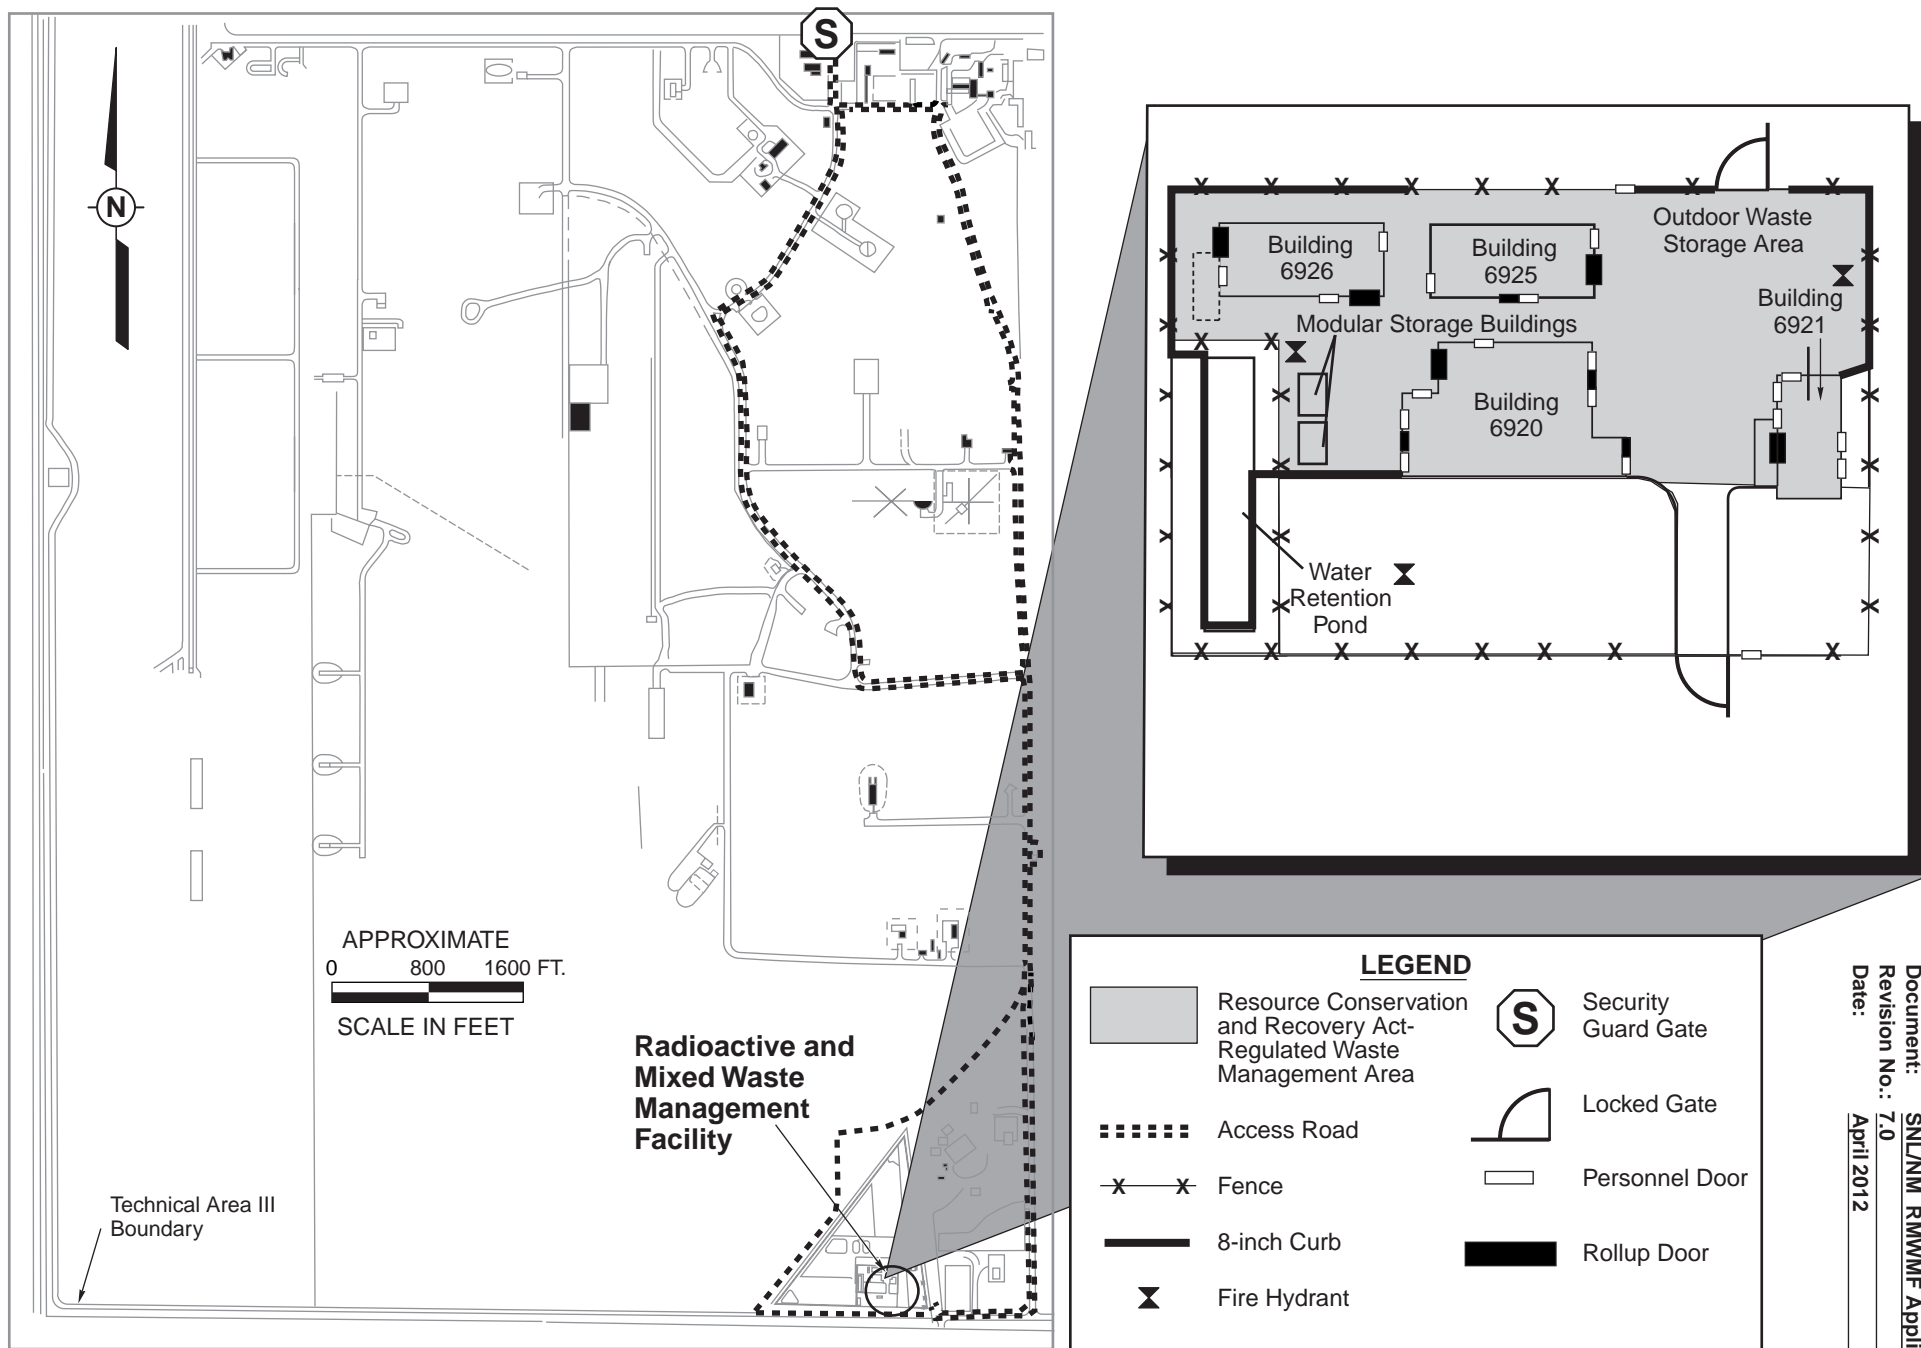 S
N
Outdoor Waste
Storage Area
Building
6926
Building
6925
Building
6921
Modular Storage Buildings
Building
6920
Water
Retention
Pond
APPROXIMATE
0 800 1600 FT.
SCALE IN FEET
Radioactive and
Mixed Waste
Management
Facility
Technical Area III
Boundary
LEGEND
Resource Conservation
and Recovery Act-
Regulated Waste
Management Area
Access Road
X X Fence
8-inch Curb
Fire Hydrant
S
Security
Guard Gate
Locked Gate
Personnel Door
Rollup Door
Document: SNL/NM RMWMF Appli
Revision No.: 7.0
Date: April 2012